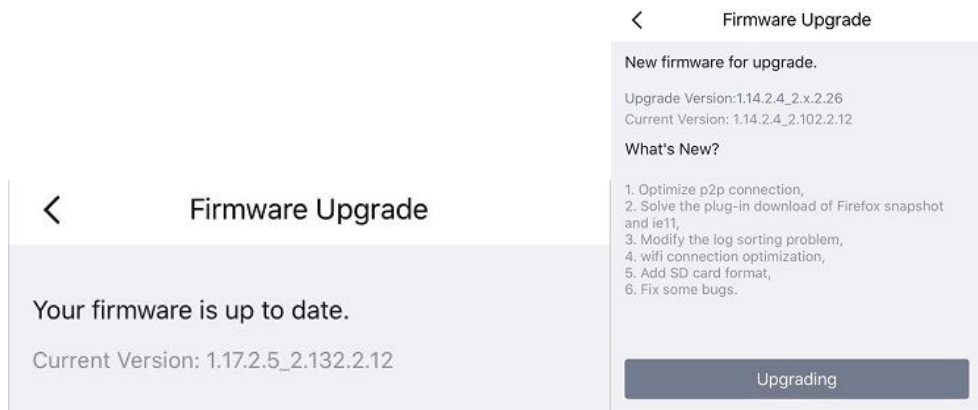 Firmware Upgrade
Your firmware is up to date.
Current Version: 1.17.2.5_2.132.2.12
Firmware Upgrade
New firmware for upgrade.
Upgrade Version:1.14.2.4_2.x.2.26
Current Version: 1.14.2.4_2.102.2.12
What's New?
1. Optimize p2p connection,
2. Solve the plug-in download of Firefox snapshot
and ie11,
3. Modify the log sorting problem,
4. wifi connection optimization,
5. Add SD card format,
6. Fix some bugs.
Upgrading